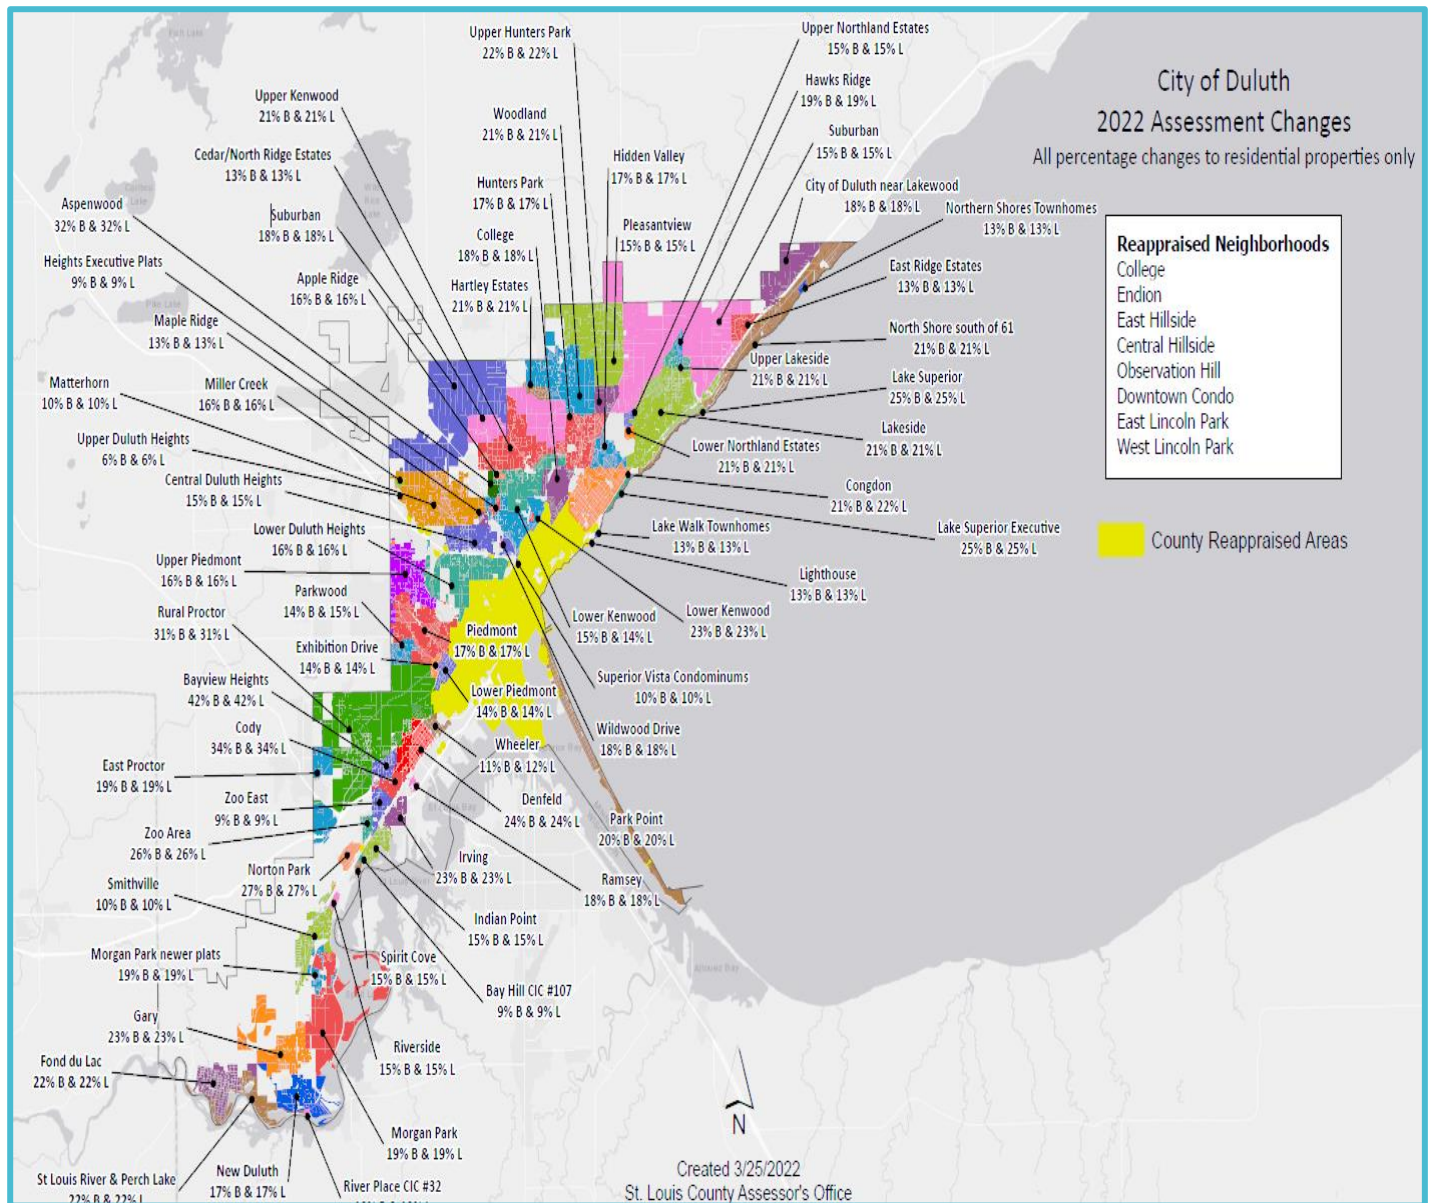 City of Duluth
2022 Assessment Changes
All percentage changes to residential properties only
Reappraised Neighborhoods
College
Endion
East Hillside
Central Hillside
Observation Hill
Downtown Condo
East Lincoln Park
West Lincoln Park
County Reappraised Areas
Upper Hunters Park
22% B & 22% L
Upper Northland Estates
15% B & 15% L
Hawks Ridge
19% B & 19% L
Upper Kenwood
21% B & 21% L
Woodland
21% B & 21% L
Suburban
15% B & 15% L
Cedar/North Ridge Estates
13% B & 13% L
Hidden Valley
17% B & 17% L
Hunters Park
17% B & 17% L
City of Duluth near Lakewood
18% B & 18% L
Aspenwood
32% B & 32% L
Suburban
18% B & 18% L
College
18% B & 18% L
Pleasantview
15% B & 15% L
Northern Shores Townhomes
13% B & 13% L
Heights Executive Plats
9% B & 9% L
Apple Ridge
16% B & 16% L
Hartley Estates
21% B & 21% L
East Ridge Estates
13% B & 13% L
Maple Ridge
13% B & 13% L
North Shore south of 61
21% B & 21% L
Upper Lakeside
21% B & 21% L
Matterhorn
10% B & 10% L
Miller Creek
16% B & 16% L
Lake Superior
25% B & 25% L
Upper Duluth Heights
6% B & 6% L
Lakeside
21% B & 21% L
Lower Northland Estates
21% B & 21% L
Central Duluth Heights
15% B & 15% L
Congdon
21% B & 22% L
Lower Duluth Heights
16% B & 16% L
Lake Walk Townhomes
13% B & 13% L
Lake Superior Executive
25% B & 25% L
Upper Piedmont
16% B & 16% L
Lighthouse
13% B & 13% L
Parkwood
14% B & 15% L
Rural Proctor
31% B & 31% L
Lower Kenwood
15% B & 14% L
Lower Kenwood
23% B & 23% L
Piedmont
17% B & 17% L
Exhibition Drive
14% B & 14% L
Bayview Heights
42% B & 42% L
Superior Vista Condominums
10% B & 10% L
Lower Piedmont
14% B & 14% L
Cody
34% B & 34% L
Wildwood Drive
18% B & 18% L
Wheeler
11% B & 12% L
East Proctor
19% B & 19% L
Zoo East
9% B & 9% L
Denfeld
24% B & 24% L
Park Point
20% B & 20% L
Zoo Area
26% B & 26% L
Irving
23% B & 23% L
Norton Park
27% B & 27% L
Ramsey
18% B & 18% L
Smithville
10% B & 10% L
Indian Point
15% B & 15% L
Morgan Park newer plats
19% B & 19% L
Spirit Cove
15% B & 15% L
Bay Hill CIC #107
9% B & 9% L
Gary
23% B & 23% L
Riverside
15% B & 15% L
Fond du Lac
22% B & 22% L
Morgan Park
19% B & 19% L
St Louis River & Perch Lake
22% B & 22% L
New Duluth
17% B & 17% L
River Place CIC #32
N
Created 3/25/2022
St. Louis County Assessor's Office